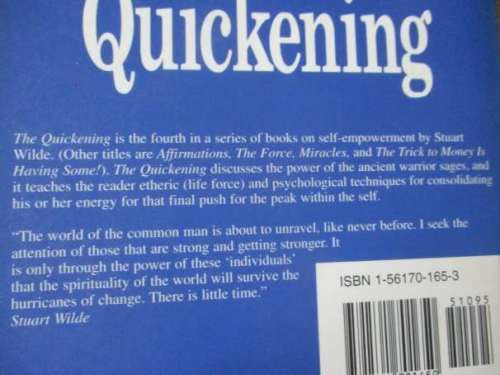 Quickening
The Quickening is the fourth in a series of books on self-empowerment by Stuart
Wilde. (Other titles are Affirmations, The Force, Miracles, and The Trick to Money Is
Having Some!). The Quickening discusses the power of the ancient warrior sages, and
it teaches the reader etheric (life force) and psychological techniques for consolidating
his or her energy for that final push for the peak within the self.
“The world of the common man is about to unravel, like never before. I seek the
attention of those that are strong and getting stronger. It
is only through the power of these ‘individuals’
that the spirituality of the world will survive the
hurricanes of change. There is little time.”
Stuart Wilde
ISBN 1-56170-165-3
51095